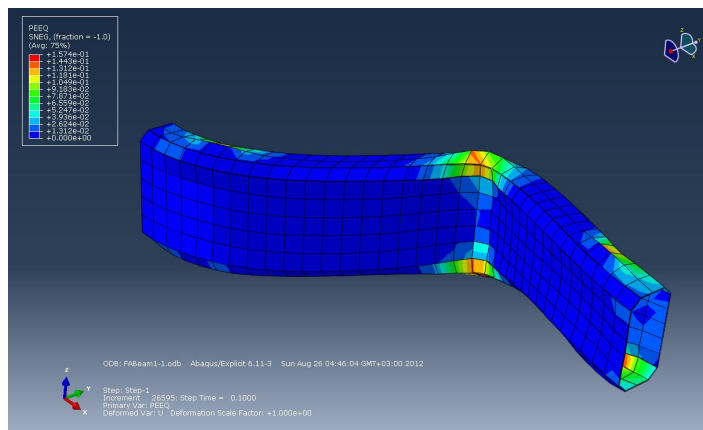 PEEQ
SNEG, (fraction = -1.0)
(Avg: 75%)
+1.574e-01
+1.443e-01
+1.312e-01
+1.181e-01
+1.049e-01
+9.183e-02
+7.871e-02
+6.559e-02
+5.247e-02
+3.936e-02
+2.624e-02
+1.312e-02
+0.000e+00
Z
Y
X
ODB: FABeam1-1.odb Abaqus/Explicit 6.11-3 Sun Aug 26 04:46:04 GMT+03:00 2012
Z
Y
X
Step: Step-1
Increment 26595: Step Time = 0.1000
Primary Var: PEEQ
Deformed Var: U Deformation Scale Factor: +1.000e+00